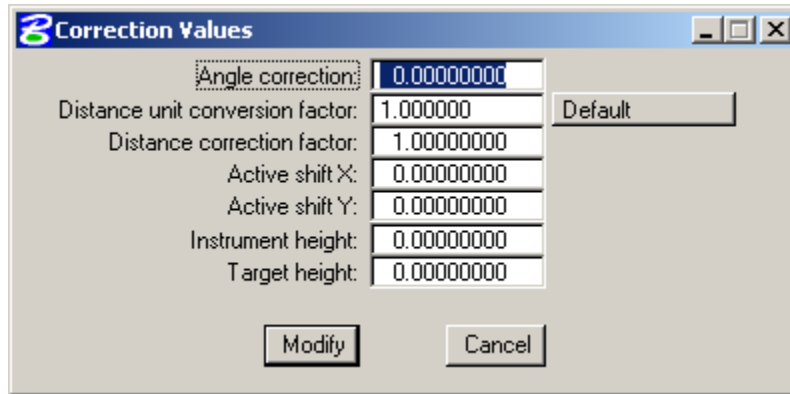 Correction Values
Angle correction: 0.00000000
Distance unit conversion factor: 1.000000 Default
Distance correction factor: 1.00000000
Active shift X: 0.00000000
Active shift Y: 0.00000000
Instrument height: 0.00000000
Target height: 0.00000000
Modify Cancel